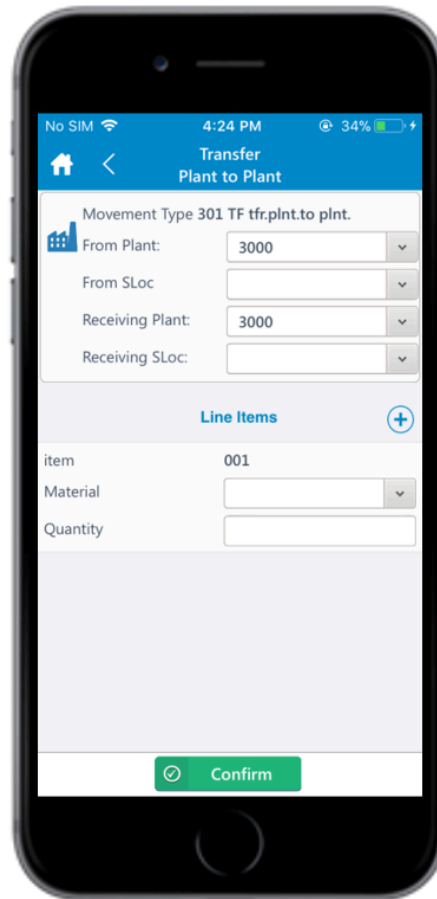 No SIM 4:24 PM 34%
Transfer
Plant to Plant
Movement Type 301 TF tfr.plnt.to plnt.
From Plant: 3000
From SLoc
Receiving Plant: 3000
Receiving SLoc:
Line Items
item 001
Material
Quantity
Confirm